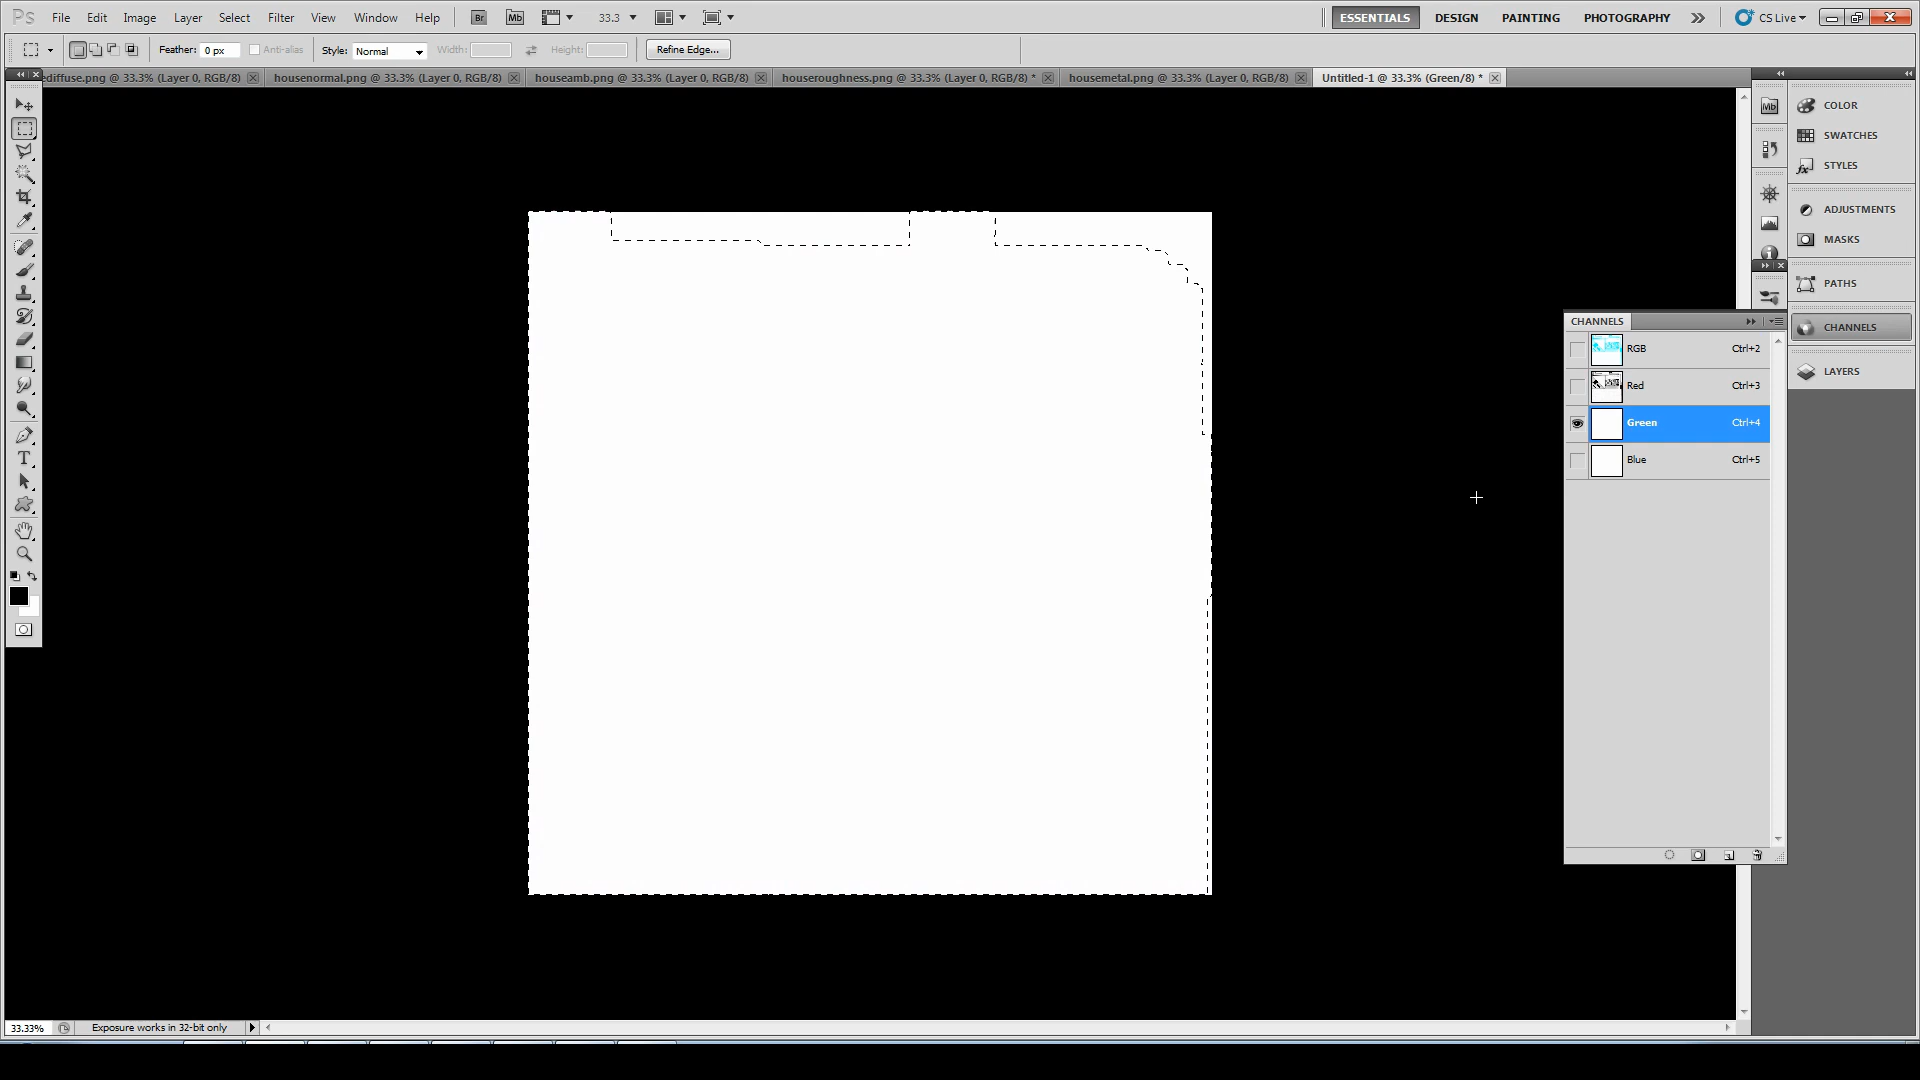 Ps File Edit Image Layer Select Filter View Window Help Br Mb 33.3 ESSENTIALS DESIGN PAINTING PHOTOGRAPHY CS Live
Feather: 0 px Anti-alias Style: Normal Width: Height: Refine Edge...
ediffuse.png @ 33.3% (Layer 0, RGB/8) housenormal.png @ 33.3% (Layer 0, RGB/8) houseamb.png @ 33.3% (Layer 0, RGB/8) houseroughness.png @ 33.3% (Layer 0, RGB/8) * housemetal.png @ 33.3% (Layer 0, RGB/8) Untitled-1 @ 33.3% (Green/8) *
Mb COLOR
SWATCHES
STYLES
ADJUSTMENTS
MASKS
PATHS
CHANNELS
LAYERS
CHANNELS
RGB Ctrl+2
Red Ctrl+3
Green Ctrl+4
Blue Ctrl+5
33.33% Exposure works in 32-bit only